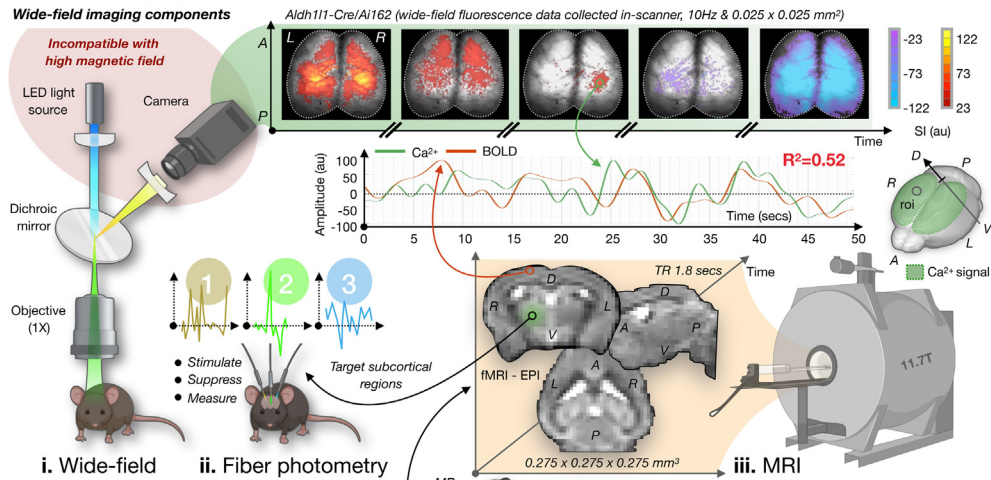 Wide-field imaging components
Aldh1l1-Cre/Ai162 (wide-field fluorescence data collected in-scanner, 10Hz & 0.025 x 0.025 mm²)
Incompatible with
high magnetic field
LED light
source
Camera
A
P
L
R
Time
-23
-73
-122
122
73
23
SI (au)
Ca²⁺
BOLD
R²=0.52
Amplitude (au)
100
50
0
-50
-100
Time (secs)
0
5
10
15
20
25
30
35
40
45
50
D
P
R
roi
V
L
A
Ca²⁺ signal
Dichroic
mirror
Objective
(1X)
1
2
3
Stimulate
Suppress
Measure
Target subcortical
regions
TR 1.8 secs
Time
D
R
L
V
D
A
P
V
fMRI - EPI
A
L
R
P
0.275 x 0.275 x 0.275 mm³
11.7T
i. Wide-field
ii. Fiber photometry
iii. MRI